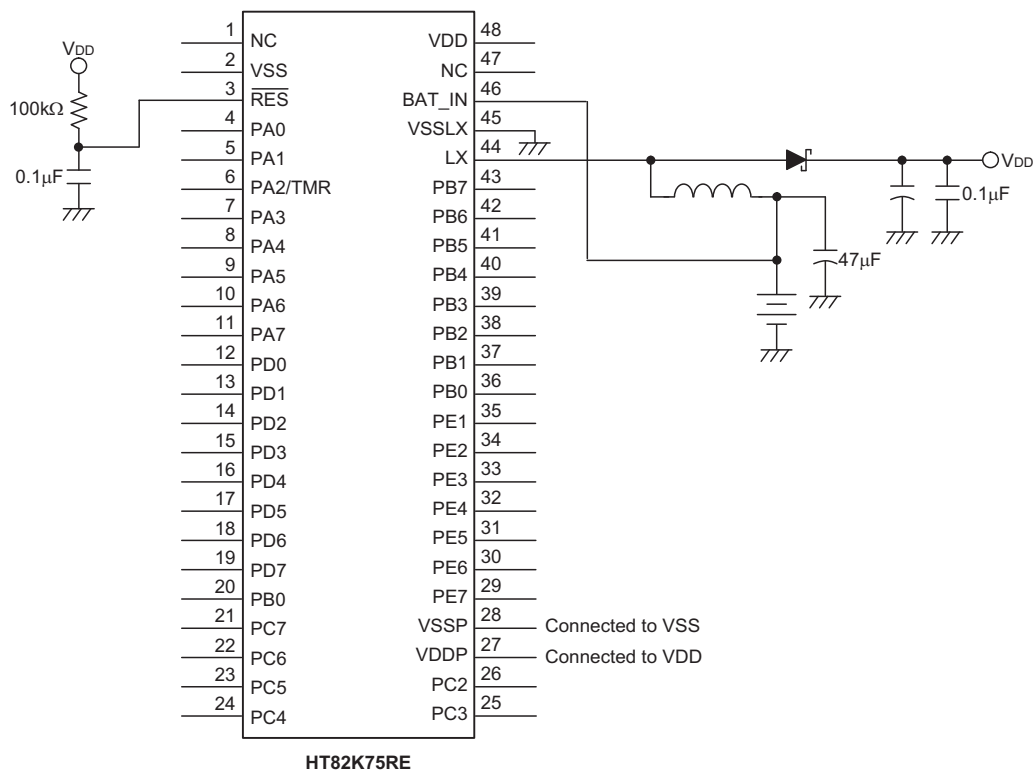 VDD
100kΩ
0.1μF
1 NC
2 VSS
3 RES
4 PA0
5 PA1
6 PA2/TMR
7 PA3
8 PA4
9 PA5
10 PA6
11 PA7
12 PD0
13 PD1
14 PD2
15 PD3
16 PD4
17 PD5
18 PD6
19 PD7
20 PB0
21 PC7
22 PC6
23 PC5
24 PC4
VDD 48
NC 47
BAT_IN 46
VSSLX 45
LX 44
PB7 43
PB6 42
PB5 41
PB4 40
PB3 39
PB2 38
PB1 37
PB0 36
PE1 35
PE2 34
PE3 33
PE4 32
PE5 31
PE6 30
PE7 29
VSSP 28 Connected to VSS
VDDP 27 Connected to VDD
PC2 26
PC3 25
VDD
0.1μF
47μF
HT82K75RE